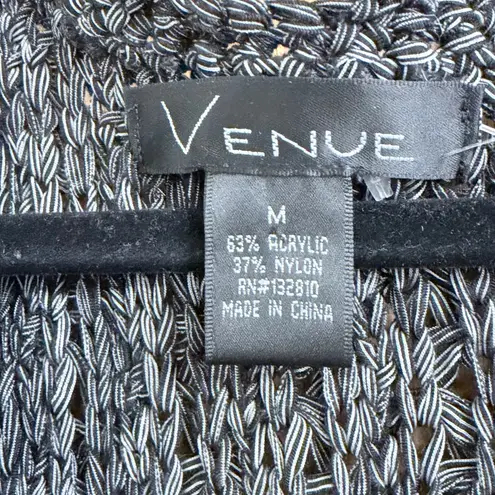 VENUE
M
63% ACRYLIC
37% NYLON
RN#132810
MADE IN CHINA